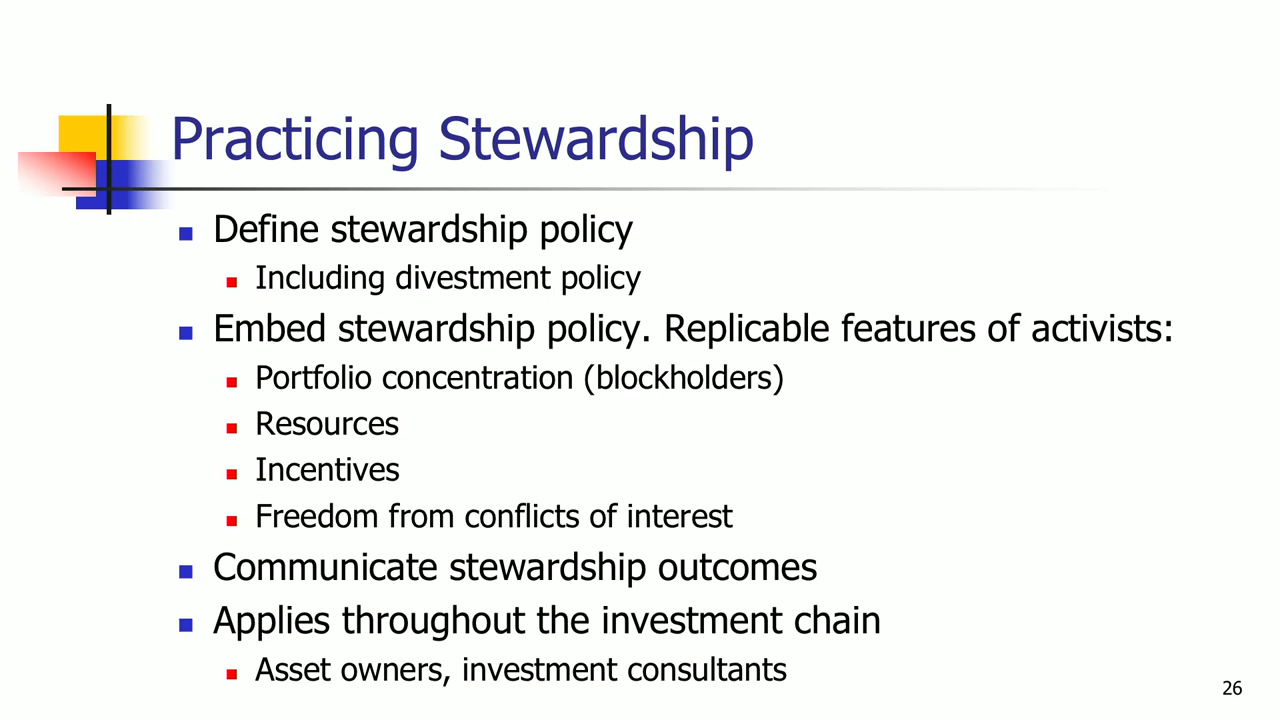 Practicing Stewardship
Define stewardship policy
Including divestment policy
Embed stewardship policy. Replicable features of activists:
Portfolio concentration (blockholders)
Resources
Incentives
Freedom from conflicts of interest
Communicate stewardship outcomes
Applies throughout the investment chain
Asset owners, investment consultants
26